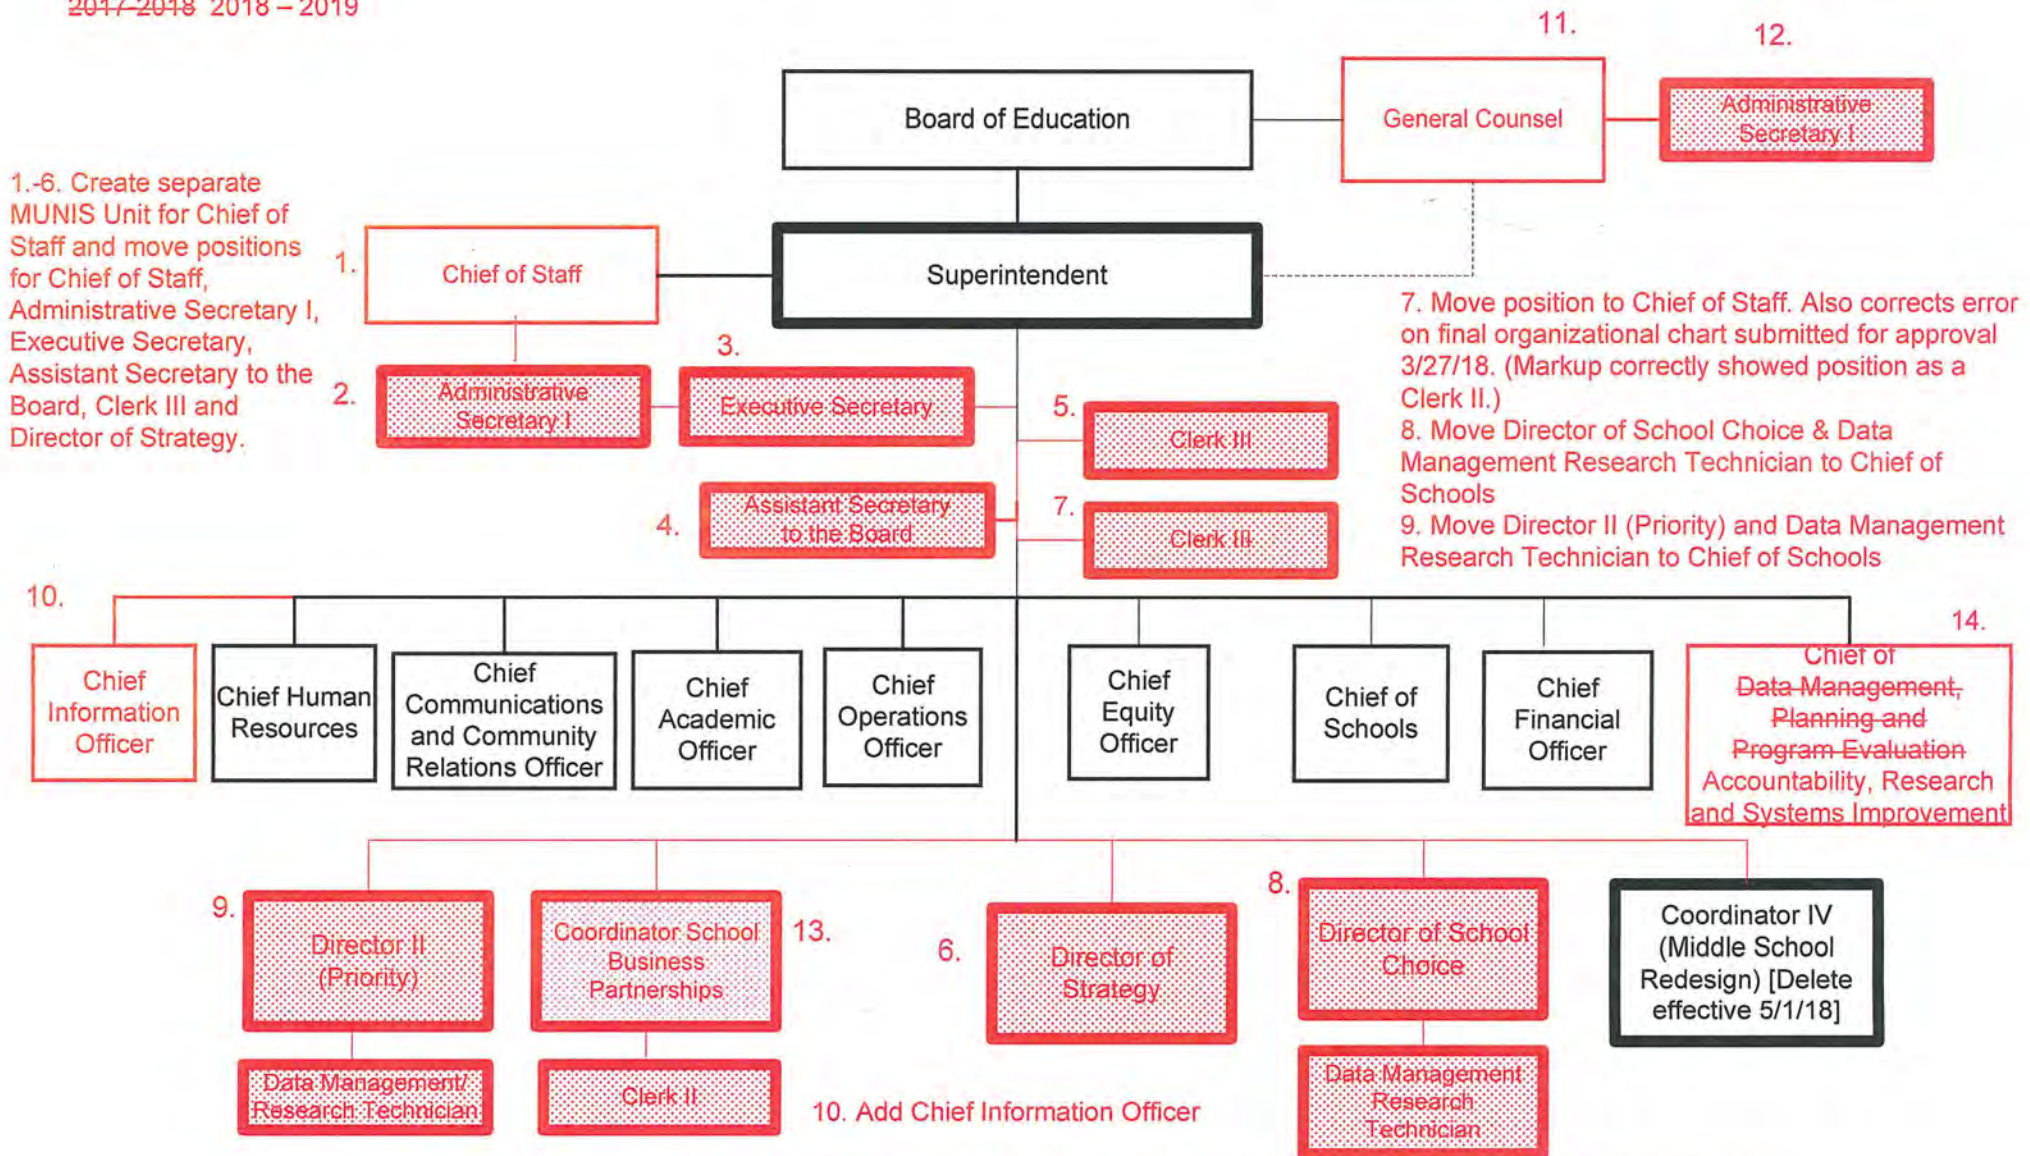 2017-2018 2018 – 2019
11.
12.
Board of Education
General Counsel
Administrative
Secretary I
1.-6. Create separate
MUNIS Unit for Chief of
Staff and move positions
for Chief of Staff,
Administrative Secretary I,
Executive Secretary,
Assistant Secretary to the
Board, Clerk III and
Director of Strategy.
1.
Chief of Staff
Superintendent
7. Move position to Chief of Staff. Also corrects error
on final organizational chart submitted for approval
3/27/18. (Markup correctly showed position as a
Clerk II.)
8. Move Director of School Choice & Data
Management Research Technician to Chief of
Schools
9. Move Director II (Priority) and Data Management
Research Technician to Chief of Schools
2.
Administrative
Secretary I
3.
Executive Secretary
5.
Clerk III
4.
Assistant Secretary
to the Board
7.
Clerk III
10.
Chief
Information
Officer
Chief Human
Resources
Chief
Communications
and Community
Relations Officer
Chief
Academic
Officer
Chief
Operations
Officer
Chief
Equity
Officer
Chief of
Schools
Chief
Financial
Officer
14.
Chief of
Data Management,
Planning and
Program Evaluation
Accountability, Research
and Systems Improvement
9.
Director II
(Priority)
Coordinator School
Business
Partnerships
13.
6.
Director of
Strategy
8.
Director of School
Choice
Coordinator IV
(Middle School
Redesign) [Delete
effective 5/1/18]
Data Management/
Research Technician
Clerk II
10. Add Chief Information Officer
Data Management
Research
Technician